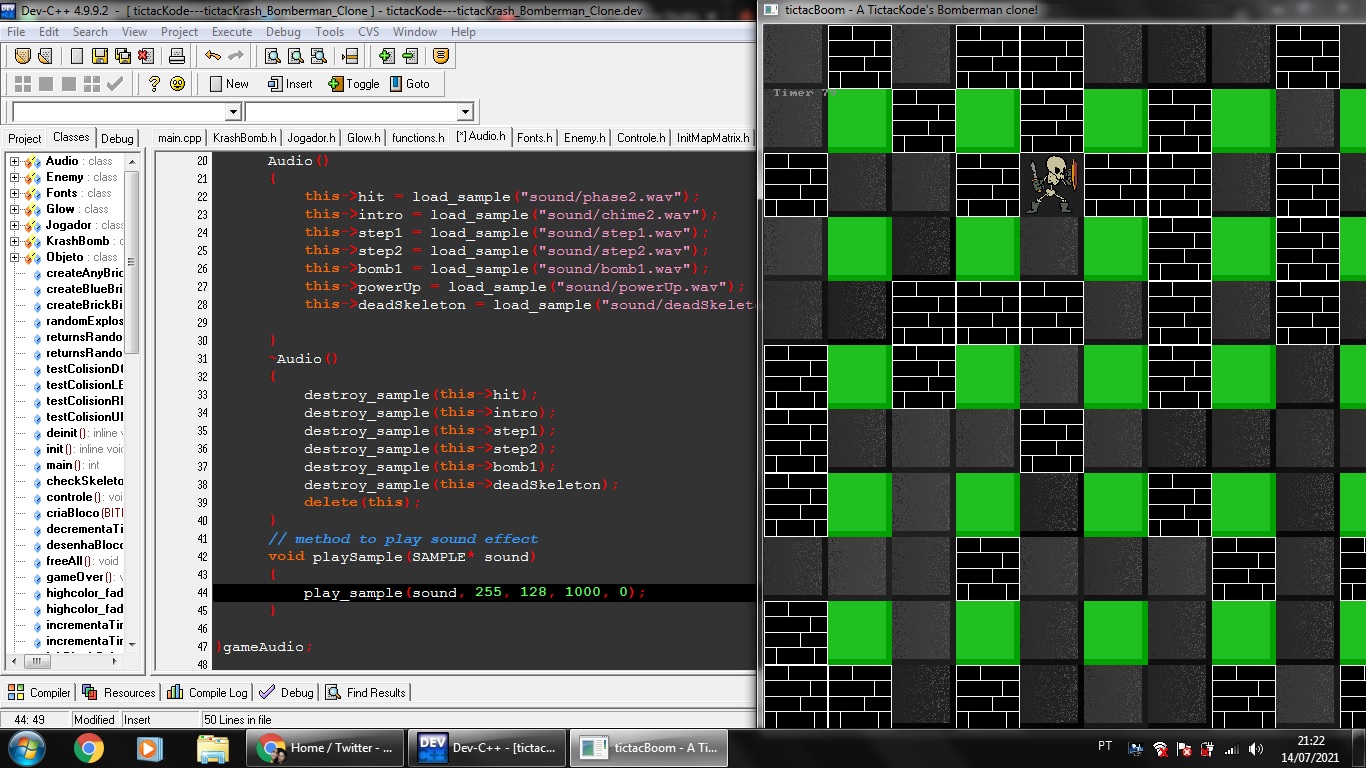 Dev-C++ 4.9.9.2 - [ tictacKode---tictacKrash_Bomberman_Clone ] - tictacKode---tictacKrash_Bomberman_Clone.dev
File Edit Search View Project Execute Debug Tools CVS Window Help
New Insert Toggle Goto
Project Classes Debug
main.cpp KrashBomb.h Jogador.h Glow.h functions.h [*] Audio.h Fonts.h Enemy.h Controle.h InitMapMatrix.h
Audio : class
Enemy : class
Fonts : class
Glow : class
Jogador : class
KrashBomb : c
Objeto : class
createAnyBric
createBlueBri
createBrickBi
randomExplos
returnsRando
returnsRando
testColisionDO
testColisionLE
testColisionRI
testColisionUP
deinit(): inline v
init(): inline voic
main() : int
checkSkeleto
controle() : voi
criaBloco(BIT
decrementaTi
desenhaBloco
freeAll() : void
gameOver() : v
highcolor_fad
highcolor_fad
incrementaTir
incrementaTir
20 Audio()
21 {
22 this->hit = load_sample("sound/phase2.wav");
23 this->intro = load_sample("sound/chime2.wav");
24 this->step1 = load_sample("sound/step1.wav");
25 this->step2 = load_sample("sound/step2.wav");
26 this->bomb1 = load_sample("sound/bomb1.wav");
27 this->powerUp = load_sample("sound/powerUp.wav");
28 this->deadSkeleton = load_sample("sound/deadSkelet
29
30 }
31 ~Audio()
32 {
33 destroy_sample(this->hit);
34 destroy_sample(this->intro);
35 destroy_sample(this->step1);
36 destroy_sample(this->step2);
37 destroy_sample(this->bomb1);
38 destroy_sample(this->deadSkeleton);
39 delete(this);
40 }
41 // method to play sound effect
42 void playSample(SAMPLE* sound)
43 {
44 play_sample(sound, 255, 128, 1000, 0);
45 }
46
47 }gameAudio;
48
Compiler Resources Compile Log Debug Find Results
44: 49 Modified Insert 50 Lines in file
tictacBoom - A TictacKode's Bomberman clone!
Timer
Home / Twitter - ... Dev-C++ - [tictac... tictacBoom - A Ti... PT 21:22
14/07/2021